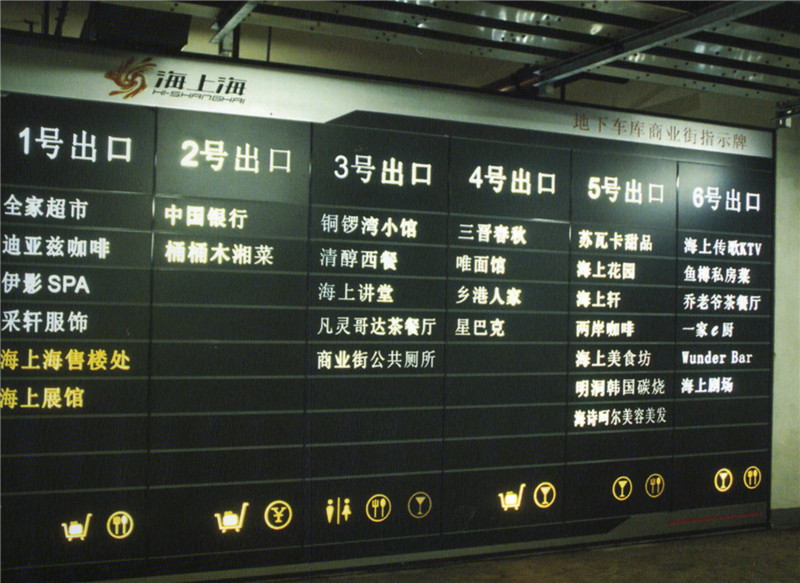 海上海
HI-SHANGHAI
地下车库商业街指示牌
1号出口
全家超市
迪亚兹咖啡
伊影 SPA
采轩服饰
海上海售楼处
海上展馆
2号出口
中国银行
桶桶木湘菜
¥
3号出口
铜锣湾小馆
清醇西餐
海上讲堂
凡灵哥达茶餐厅
商业街公共厕所
4号出口
三晋春秋
唯面馆
乡港人家
星巴克
5号出口
苏瓦卡甜品
海上花园
海上轩
两岸咖啡
海上美食坊
明洞韩国碳烧
海诗呵尔美容美发
6号出口
海上传歌KTV
鱼樽私房菜
乔老爷茶餐厅
一家e厨
Wunder Bar
海上剧场